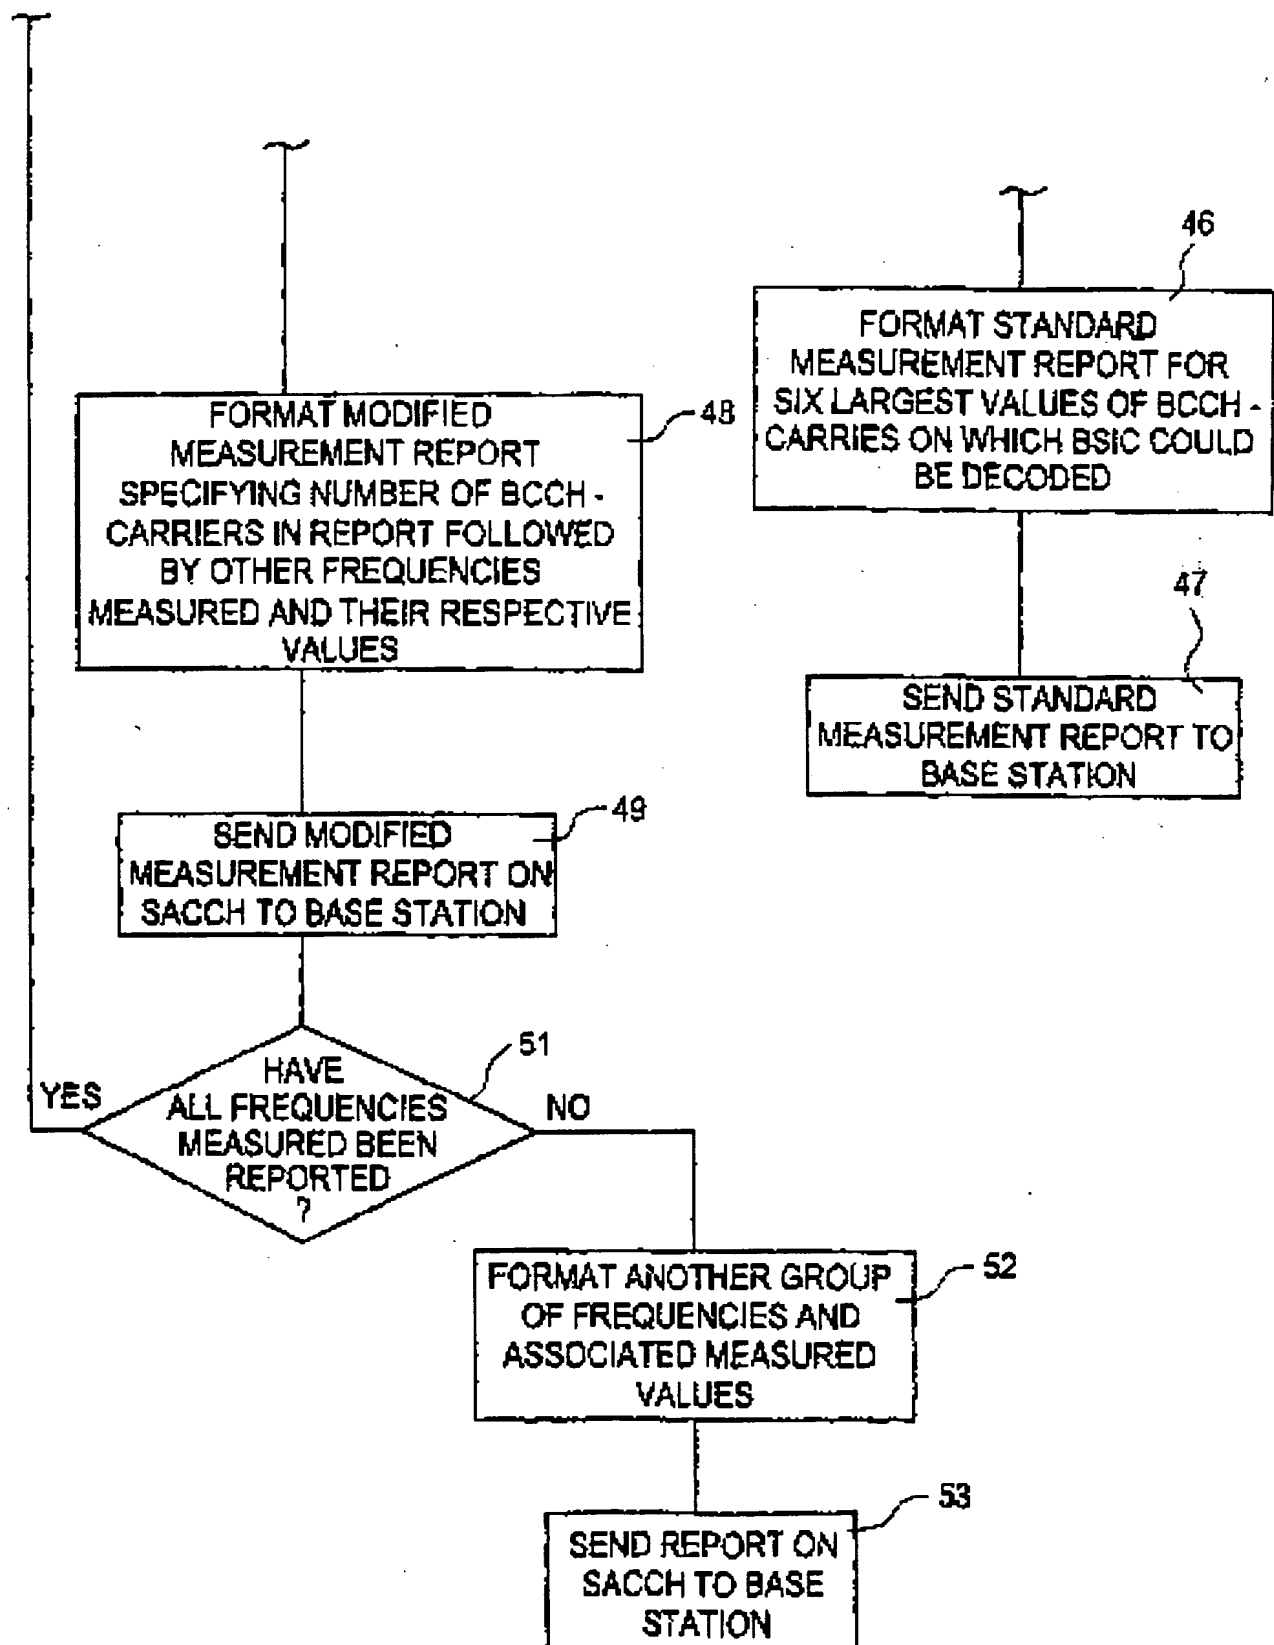 46
FORMAT STANDARD
MEASUREMENT REPORT FOR
SIX LARGEST VALUES OF BCCH -
CARRIES ON WHICH BSIC COULD
BE DECODED
48
FORMAT MODIFIED
MEASUREMENT REPORT
SPECIFYING NUMBER OF BCCH -
CARRIERS IN REPORT FOLLOWED
BY OTHER FREQUENCIES
MEASURED AND THEIR RESPECTIVE
VALUES
47
SEND STANDARD
MEASUREMENT REPORT TO
BASE STATION
49
SEND MODIFIED
MEASUREMENT REPORT ON
SACCH TO BASE STATION
51
HAVE
ALL FREQUENCIES
MEASURED BEEN
REPORTED
?
YES
NO
52
FORMAT ANOTHER GROUP
OF FREQUENCIES AND
ASSOCIATED MEASURED
VALUES
53
SEND REPORT ON
SACCH TO BASE
STATION